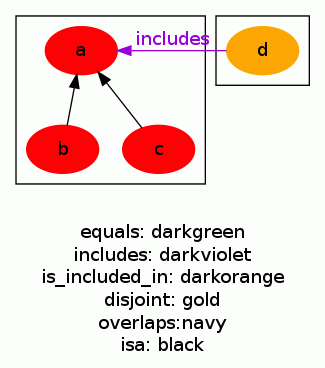 a
includes
d
b
c
equals: darkgreen
includes: darkviolet
is_included_in: darkorange
disjoint: gold
overlaps:navy
isa: black